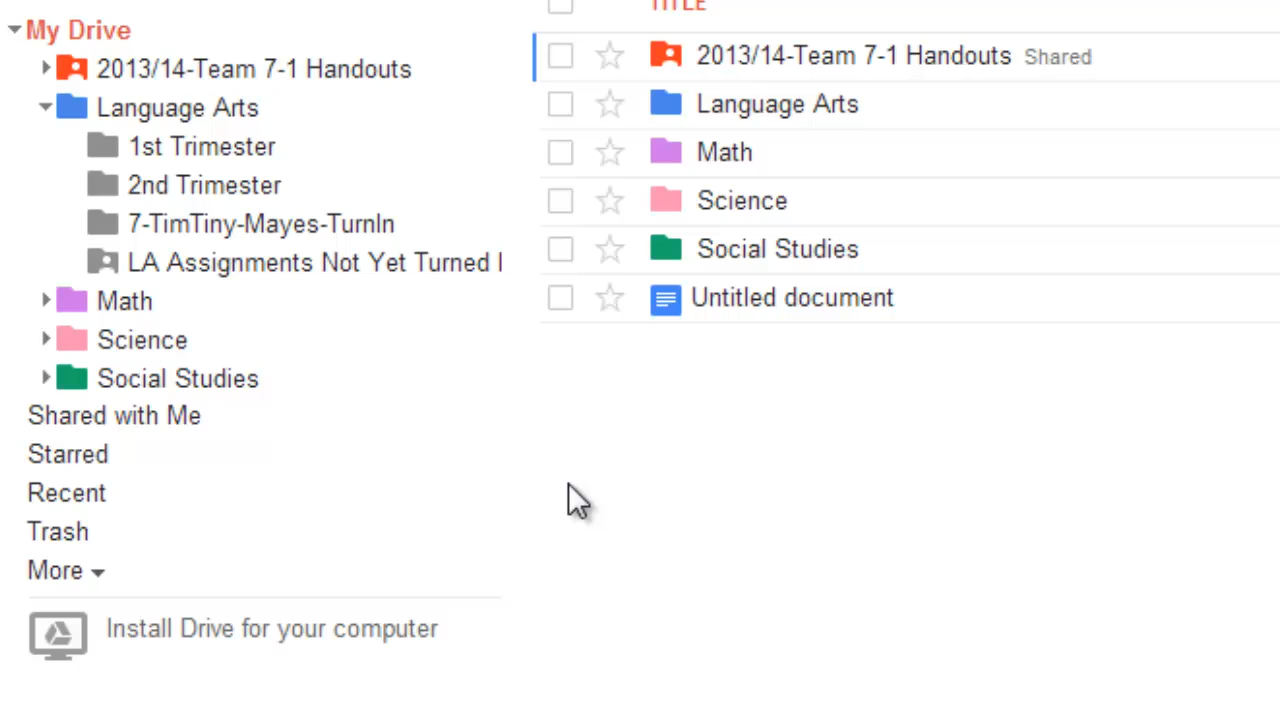 My Drive
2013/14-Team 7-1 Handouts
Language Arts
1st Trimester
2nd Trimester
7-TimTiny-Mayes-TurnIn
LA Assignments Not Yet Turned
Math
Science
Social Studies
Shared with Me
Starred
Recent
Trash
More
Install Drive for your computer
TITLE
2013/14-Team 7-1 Handouts Shared
Language Arts
Math
Science
Social Studies
Untitled document